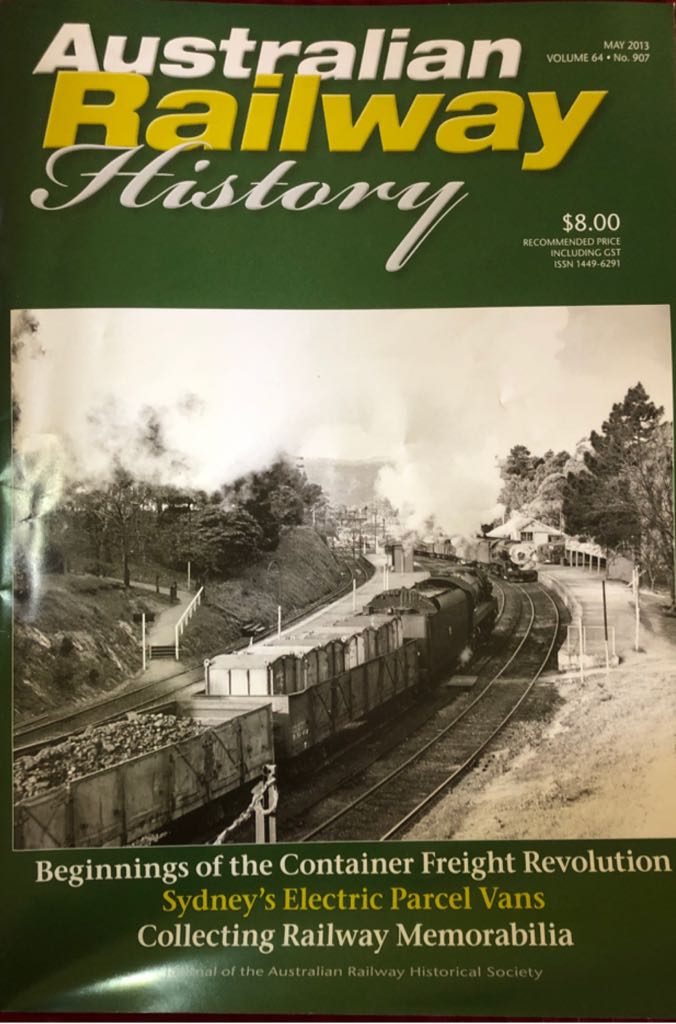 Australian
Railway
History
MAY 2013
VOLUME 64 • No. 907
$8.00
RECOMMENDED PRICE
INCLUDING GST
ISSN 1449-6291
Beginnings of the Container Freight Revolution
Sydney's Electric Parcel Vans
Collecting Railway Memorabilia
of the Australian Railway Historical Society